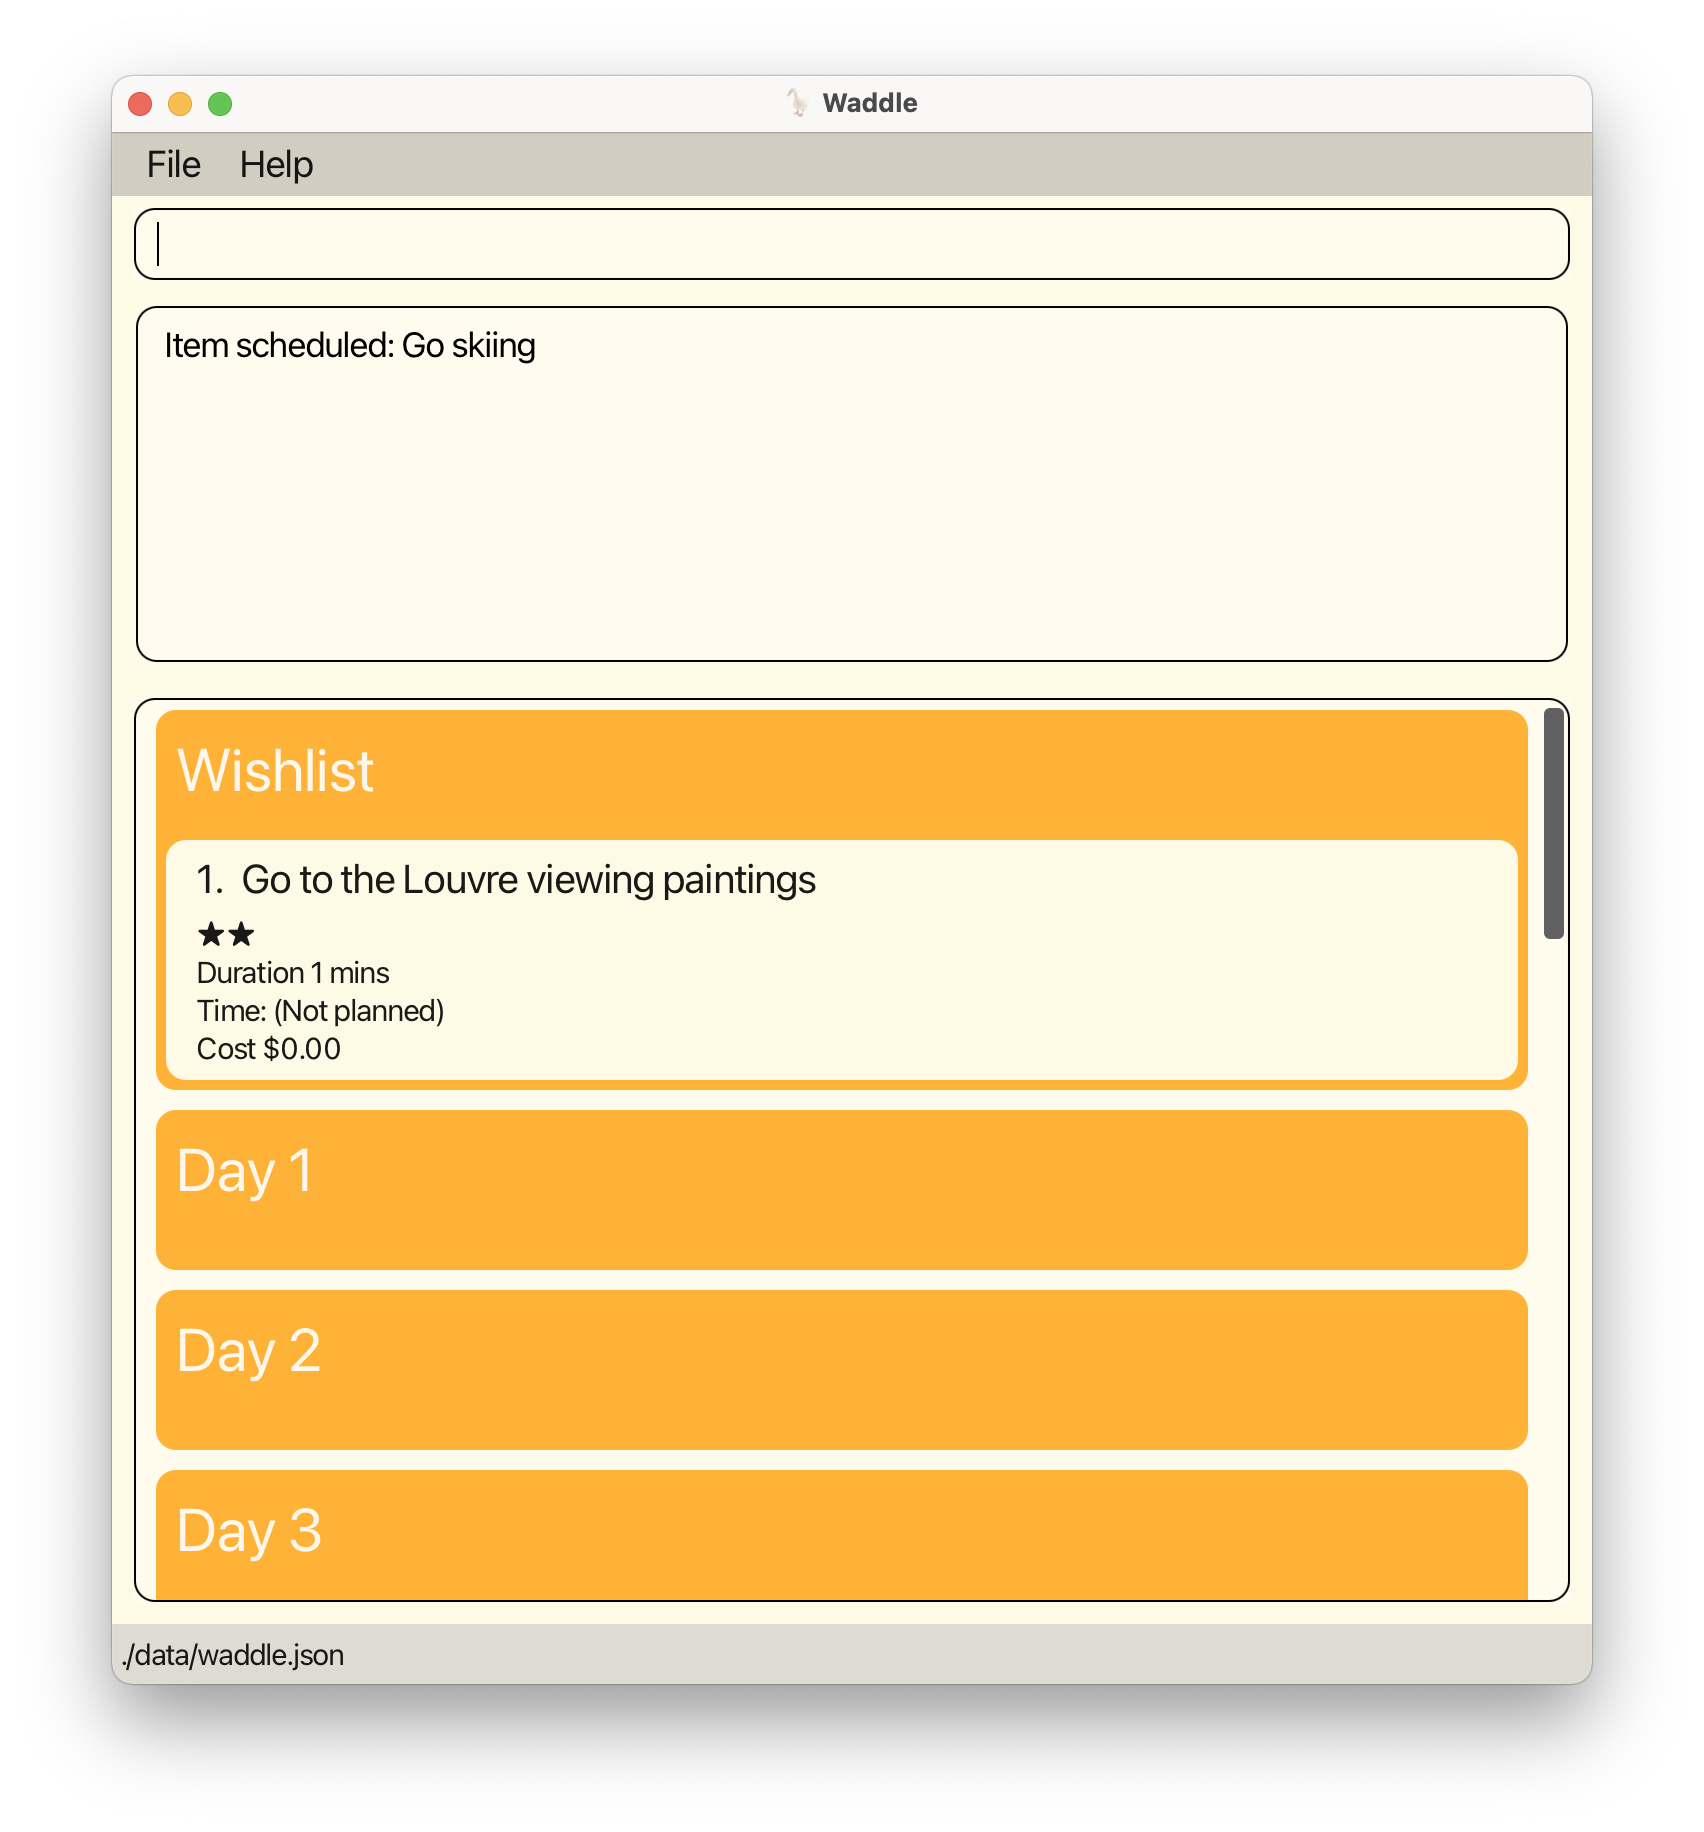 Waddle
File Help
Item scheduled: Go skiing
Wishlist
1. Go to the Louvre viewing paintings
★★
Duration 1 mins
Time: (Not planned)
Cost $0.00
Day 1
Day 2
Day 3
./data/waddle.json